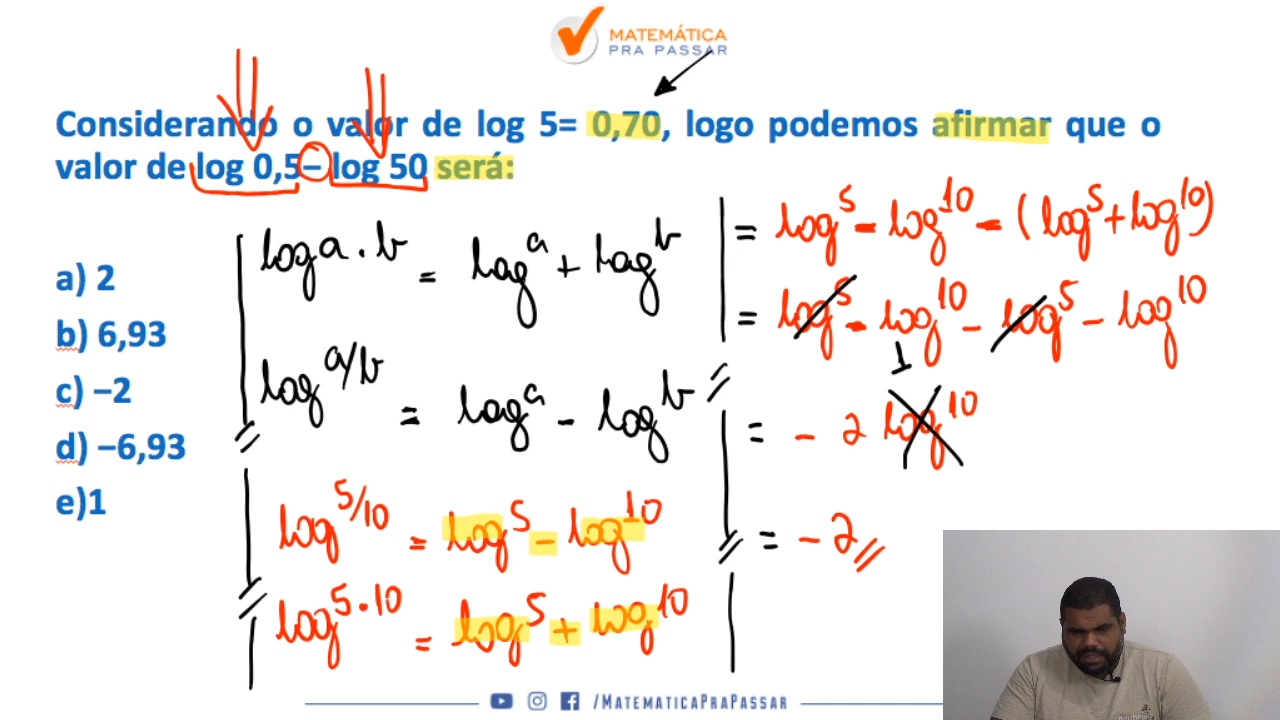 MATEMÁTICA
PRA PASSAR
Considerando o valor de log 5= 0,70, logo podemos afirmar que o
valor de log 0,5– log 50 será:
a) 2
b) 6,93
c) –2
d) –6,93
e)1
log a . b = log a + log b
log a/b = log a - log b
log 5/10 = log 5 - log 10
log 5.10 = log 5 + log 10
= log 5 - log 10 - (log 5 + log 10)
= log 5 - log 10 - log 5 - log 10
1
= - 2 log 10
= - 2
/MATEMATICAPRAPASSAR